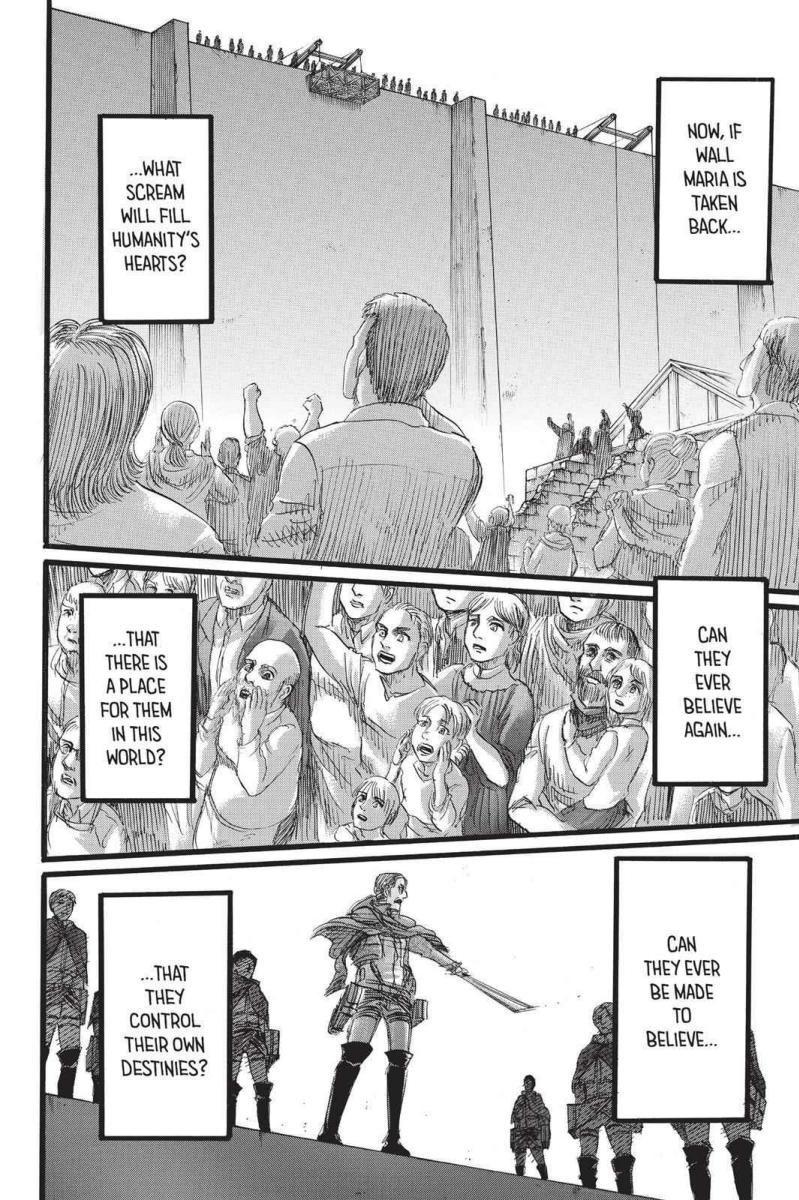 NOW, IF
WALL
MARIA IS
TAKEN
BACK...
...WHAT
SCREAM
WILL FILL
HUMANITY'S
HEARTS?
CAN
THEY
EVER
BELIEVE
AGAIN...
...THAT
THERE IS
A PLACE
FOR THEM
IN THIS
WORLD?
CAN
THEY EVER
BE MADE
TO
BELIEVE...
...THAT
THEY
CONTROL
THEIR OWN
DESTINIES?